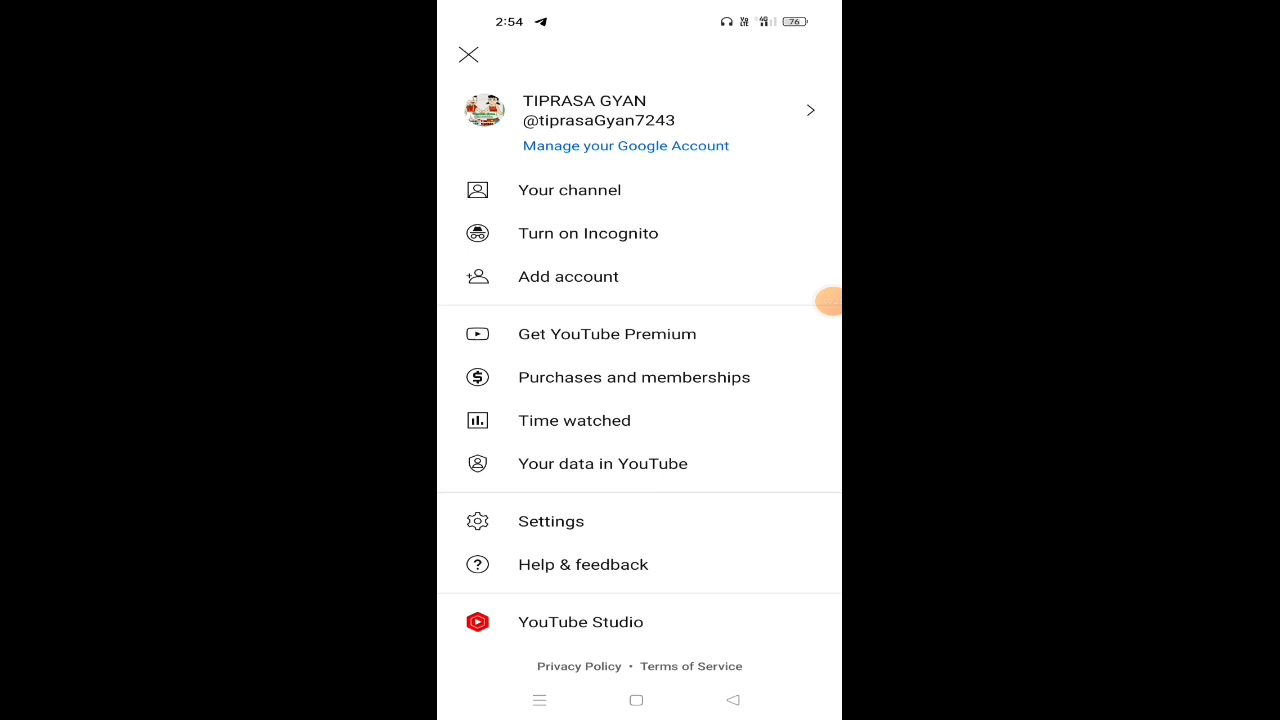 2:54
76
TIPRASA GYAN
@tiprasaGyan7243
Manage your Google Account
Your channel
Turn on Incognito
Add account
Get YouTube Premium
Purchases and memberships
Time watched
Your data in YouTube
Settings
Help & feedback
YouTube Studio
Privacy Policy • Terms of Service